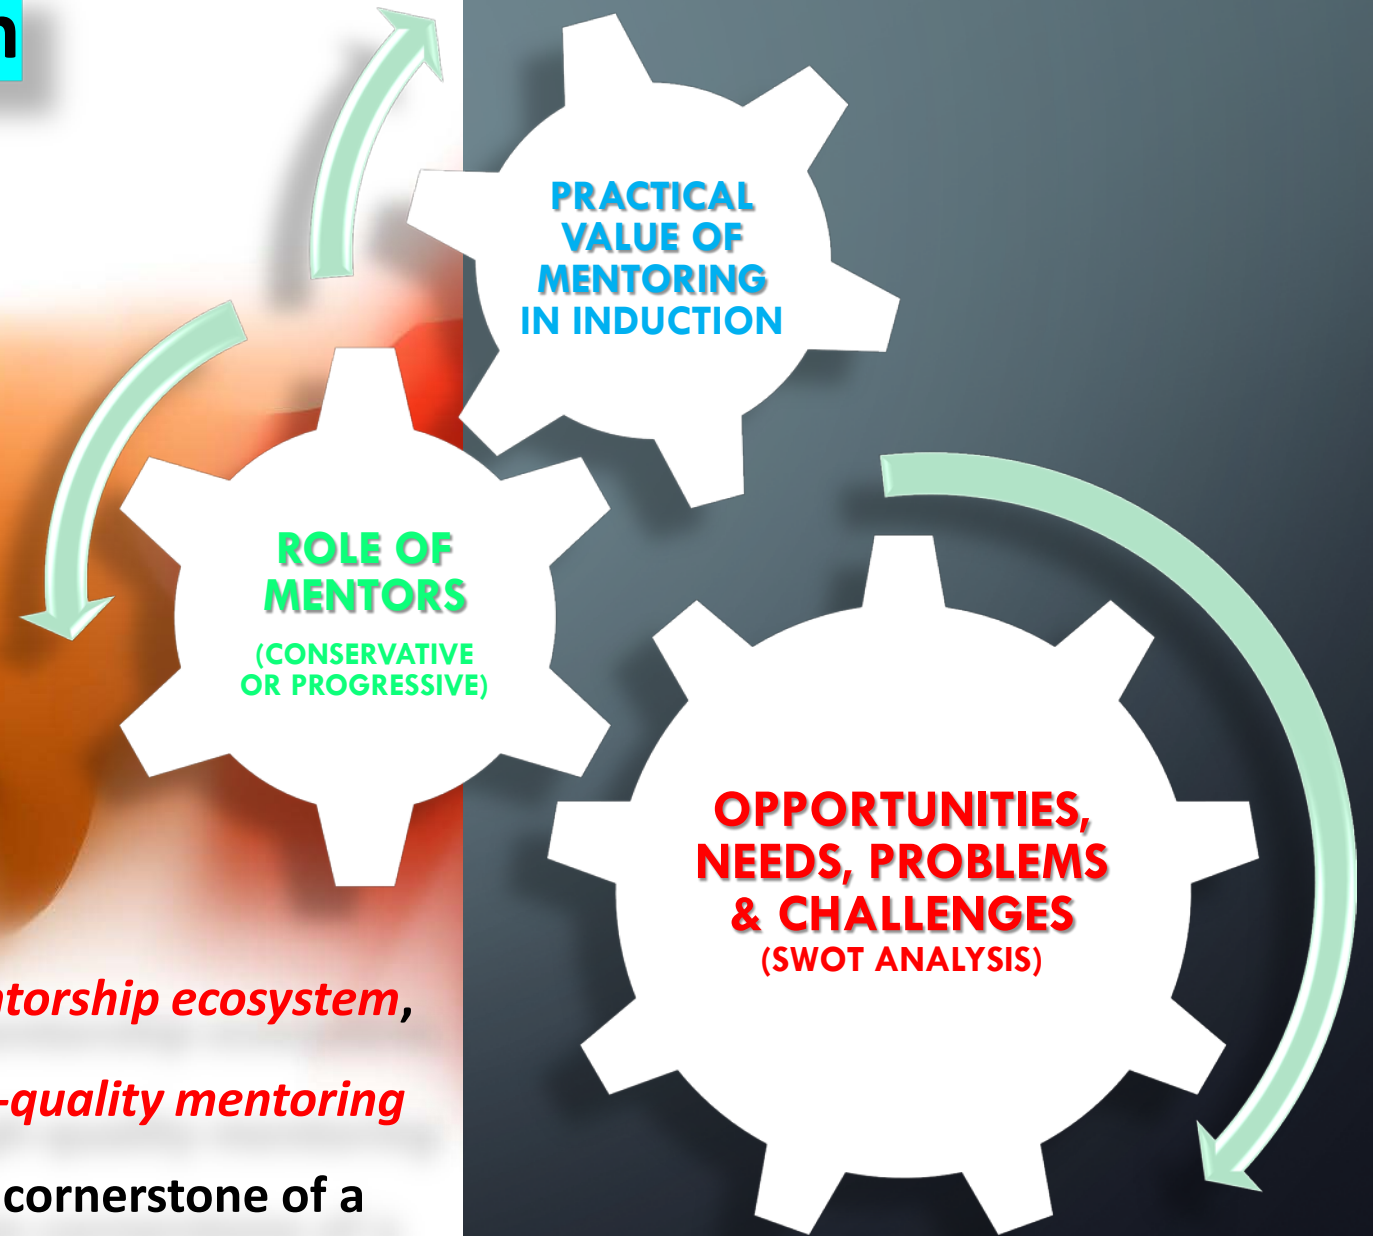 PRACTICAL
VALUE OF
MENTORING
IN INDUCTION
ROLE OF
MENTORS
(CONSERVATIVE
OR PROGRESSIVE)
OPPORTUNITIES,
NEEDS, PROBLEMS
& CHALLENGES
(SWOT ANALYSIS)
ecosystem,
-quality mentoring
cornerstone of a